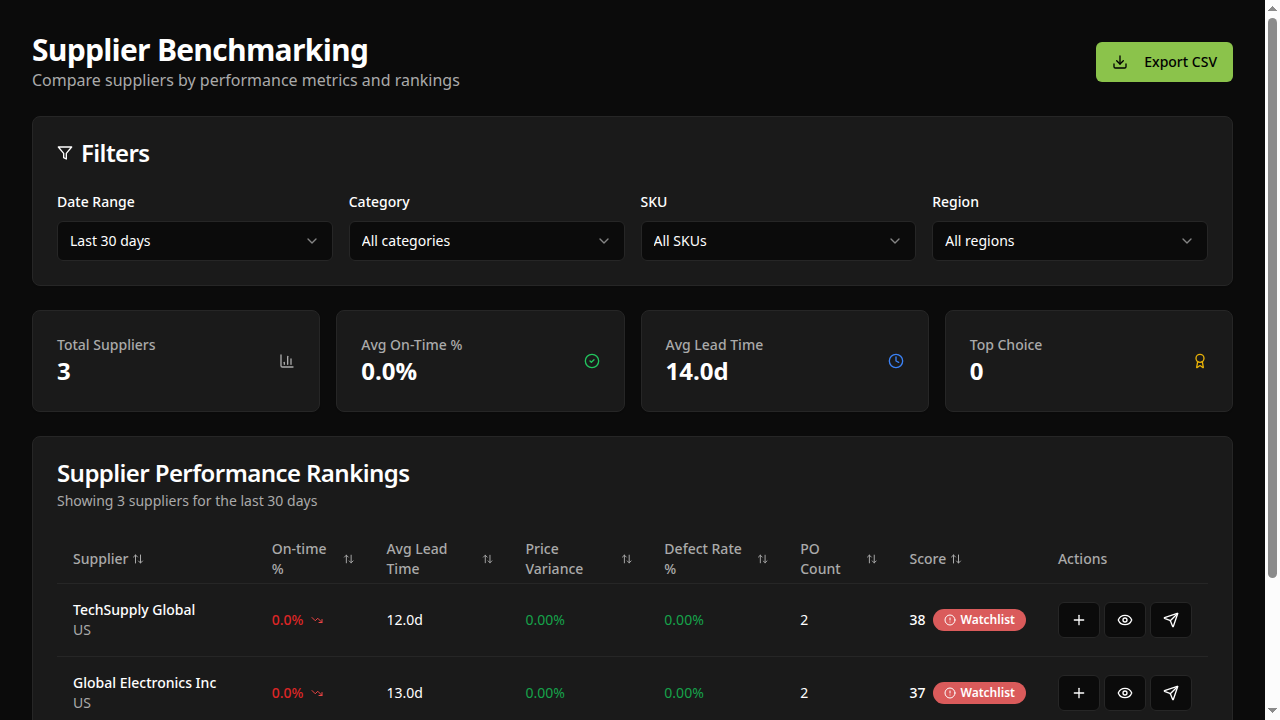 Supplier Benchmarking
Compare suppliers by performance metrics and rankings
Export CSV
Filters
Date Range
Category
SKU
Region
Last 30 days
All categories
All SKUs
All regions
Total Suppliers
3
Avg On-Time %
0.0%
Avg Lead Time
14.0d
Top Choice
0
Supplier Performance Rankings
Showing 3 suppliers for the last 30 days
Supplier
On-time %
Avg Lead Time
Price Variance
Defect Rate %
PO Count
Score
Actions
TechSupply Global
US
0.0%
12.0d
0.00%
0.00%
2
38
Watchlist
Global Electronics Inc
US
0.0%
13.0d
0.00%
0.00%
2
37
Watchlist